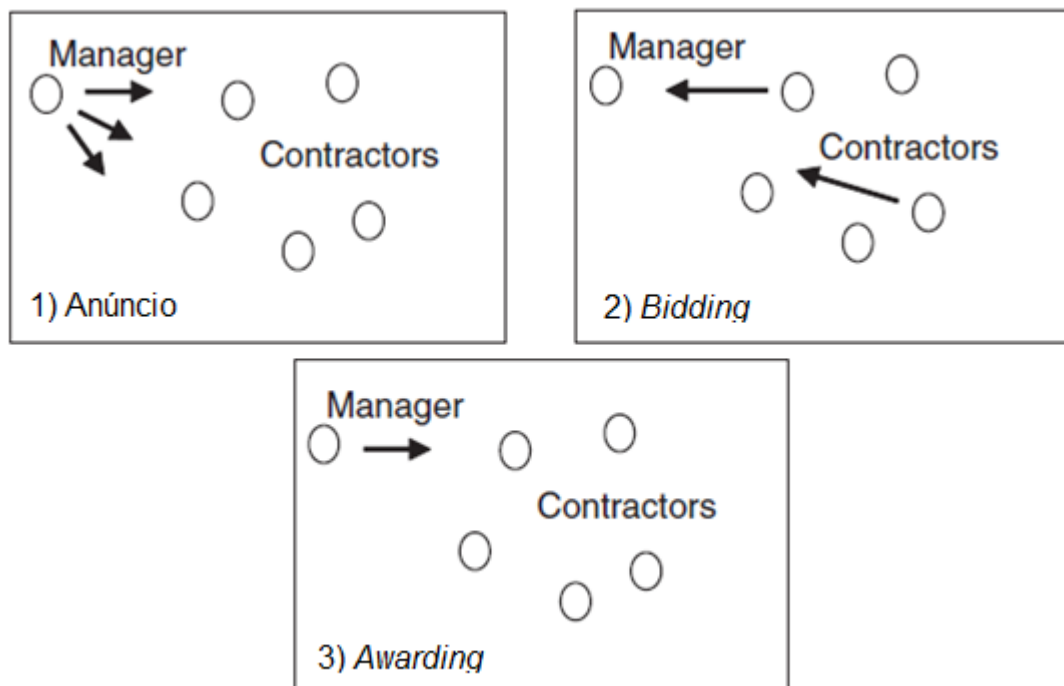 Manager
Contractors
1) Anúncio
Manager
Contractors
2) Bidding
Manager
Contractors
3) Awarding